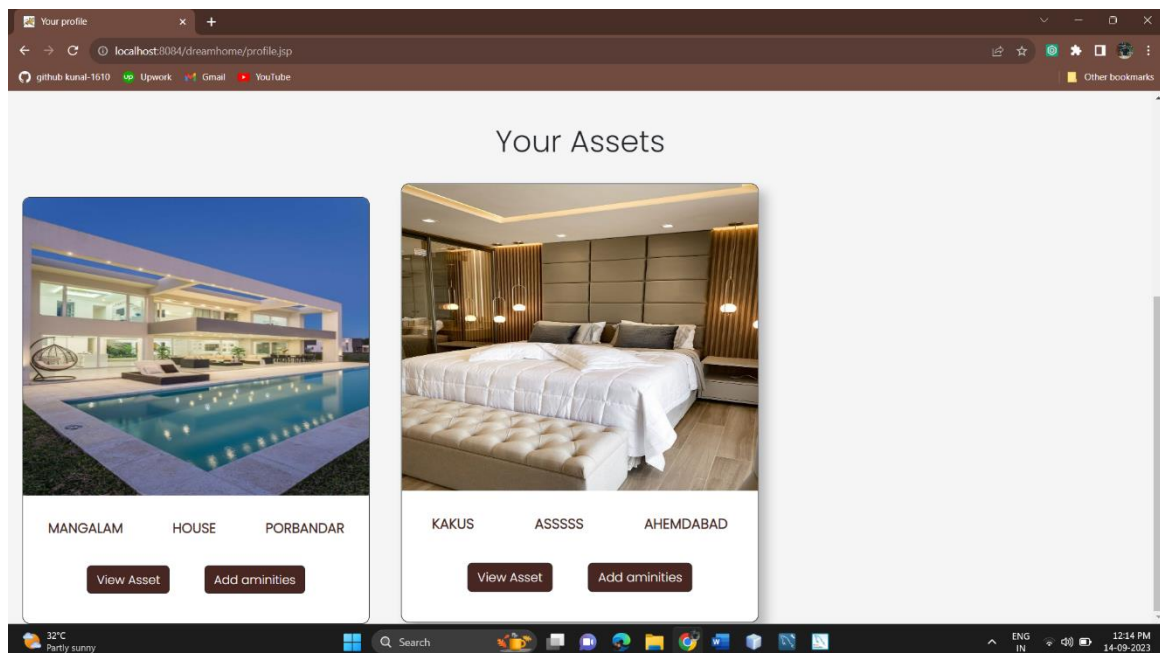 Your profile
localhost:8084/dreamhome/profile.jsp
github kunal-1610 Upwork Gmail YouTube Other bookmarks
Your Assets
MANGALAM HOUSE PORBANDAR
View Asset Add aminities
KAKUS ASSSSS AHEMDABAD
View Asset Add aminities
32°C
Partly sunny
Search
ENG
IN
12:14 PM
14-09-2023